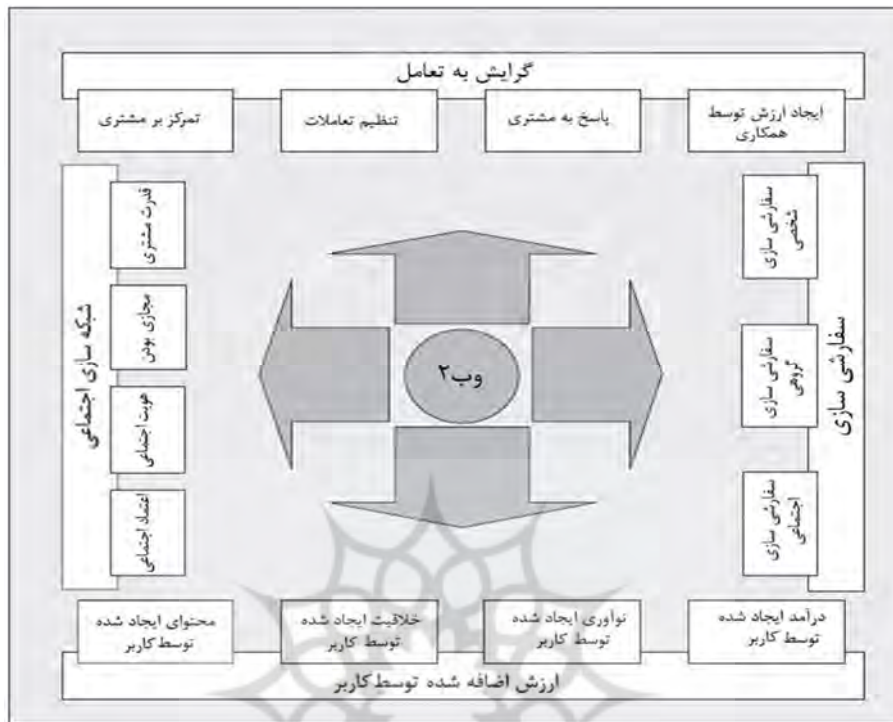 گرایش به تعامل
ایجاد ارزش توسط
همکاری
پاسخ به مشتری
تنظیم تعاملات
تمرکز بر مشتری
سفارشی سازی
سفارشی سازی
شخصی
سفارشی سازی
گروهی
سفارشی سازی
اجتماعی
وب۲
قدرت مشتری
مجازی بودن
هویت اجتماعی
اعتماد اجتماعی
شبکه سازی اجتماعی
درآمد ایجاد شده
توسط کاربر
نوآوری ایجاد شده
توسط کاربر
خلاقیت ایجاد شده
توسط کاربر
محتوای ایجاد شده
توسط کاربر
ارزش اضافه شده توسط کاربر